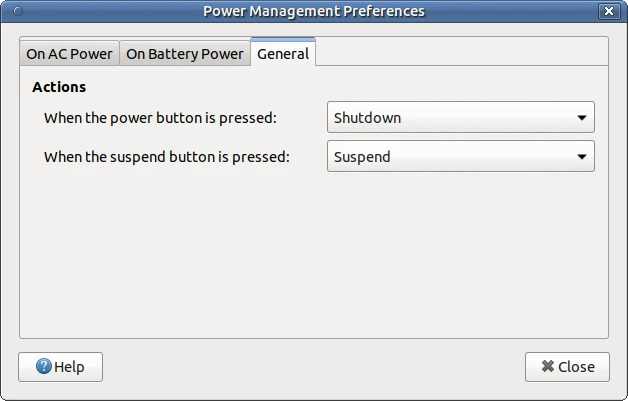 Power Management Preferences
On AC Power On Battery Power General
Actions
When the power button is pressed: Shutdown
When the suspend button is pressed: Suspend
Help Close